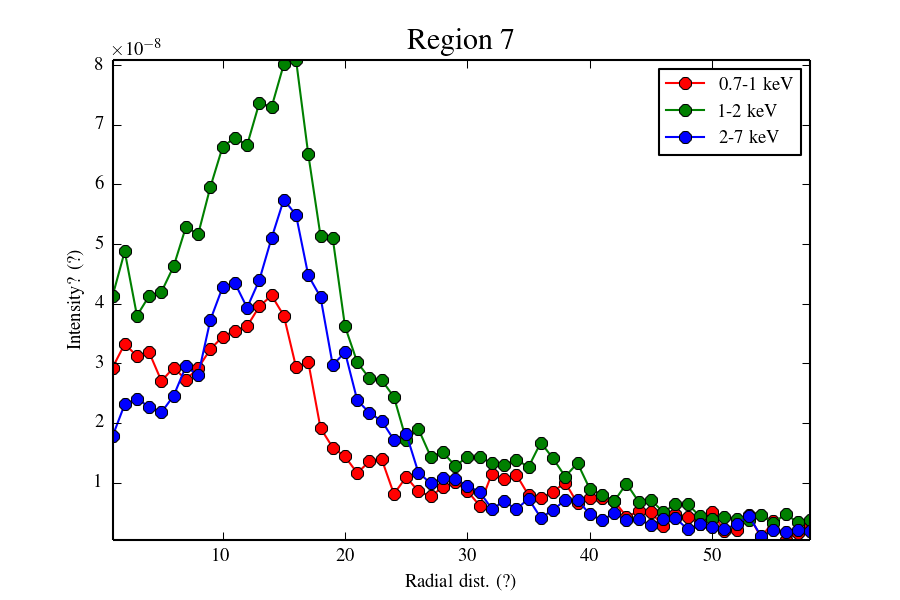 Region 7
×10⁻⁸
8
7
6
5
4
3
2
1
Intensity? (?)
0.7-1 keV
1-2 keV
2-7 keV
10 20 30 40 50
Radial dist. (?)